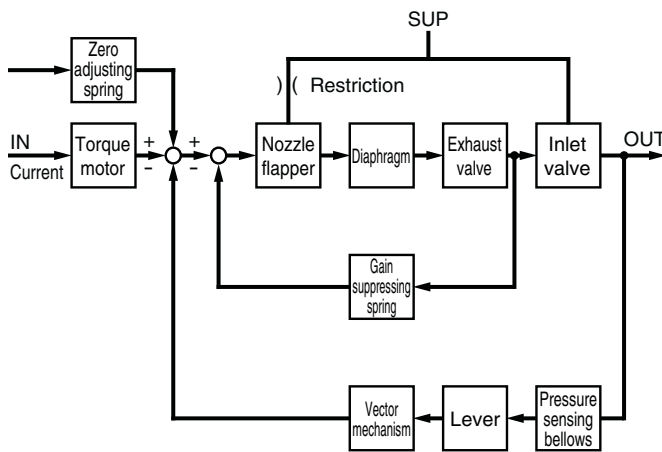 SUP
Zero
adjusting
spring
) ( Restriction
IN
Current
Torque
motor
+
-
+
-
Nozzle
flapper
Diaphragm
Exhaust
valve
Inlet
valve
OUT
Gain
suppressing
spring
Vector
mechanism
Lever
Pressure
sensing
bellows